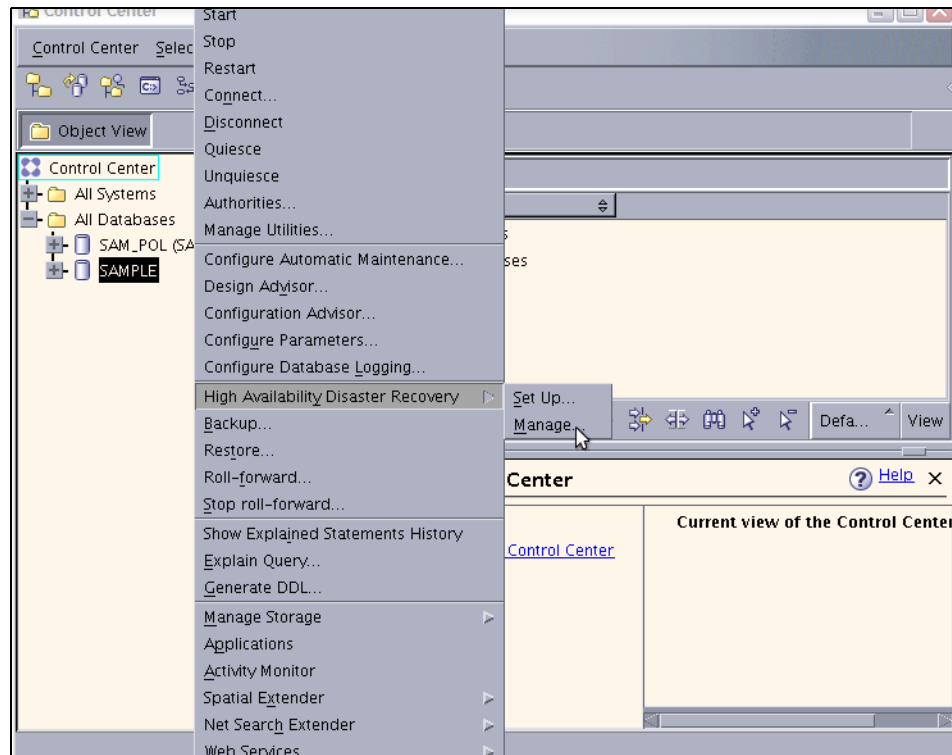 Control Center
Control Center Selec
Object View
Control Center
All Systems
All Databases
SAM_POL (SA
SAMPLE
Start
Stop
Restart
Connect...
Disconnect
Quiesce
Unquiesce
Authorities...
Manage Utilities...
Configure Automatic Maintenance...
Design Advisor...
Configuration Advisor...
Configure Parameters...
Configure Database Logging...
High Availability Disaster Recovery
Backup...
Restore...
Roll-forward...
Stop roll-forward...
Show Explained Statements History
Explain Query...
Generate DDL...
Manage Storage
Applications
Activity Monitor
Spatial Extender
Net Search Extender
Web Services
Set Up...
Manage...
s
ses
Defa... View
Center
Help
Control Center
Current view of the Control Center